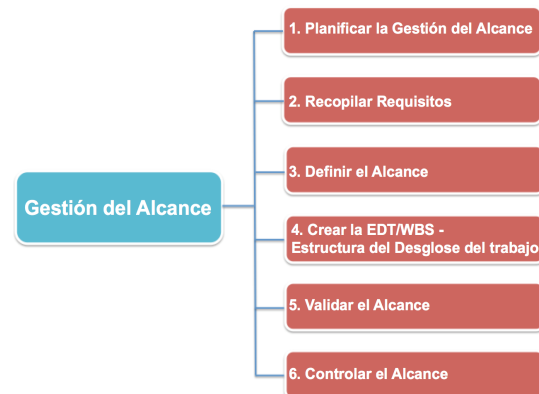 1. Planificar la Gestión del Alcance
2. Recopilar Requisitos
3. Definir el Alcance
Gestión del Alcance
4. Crear la EDT/WBS -
Estructura del Desglose del trabajo
5. Validar el Alcance
6. Controlar el Alcance